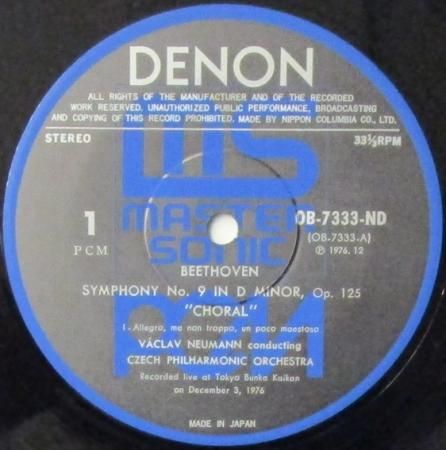 DENON
ALL RIGHTS OF THE MANUFACTURER AND OF THE RECORDED
WORK RESERVED. UNAUTHORIZED PUBLIC PERFORMANCE, BROADCASTING
AND COPYING OF THIS RECORD PROHIBITED. MADE BY NIPPON COLUMBIA CO., LTD.
STEREO 33⅓RPM
MS
1 OB-7333-ND
PCM (OB-7333-A)
MASTER Ⓟ 1976. 12
SONIC
BEETHOVEN
SYMPHONY No. 9 IN D MINOR, Op. 125
"CHORAL"
I. Allegro, ma non troppo, un poco maestoso
VÁCLAV NEUMANN conducting
CZECH PHILHARMONIC ORCHESTRA
PCM
Recorded live at Tokyo Bunka Kaikan
on December 3, 1976
MADE IN JAPAN